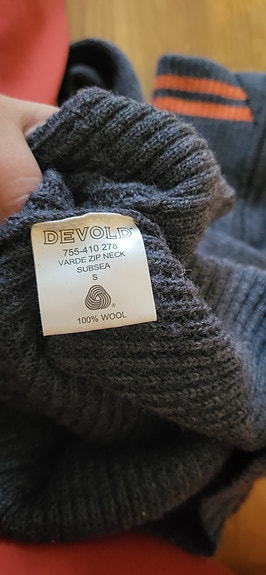 DEVOLD®
755-410 278
VARDE ZIP NECK
SUBSEA
S
®
100% WOOL